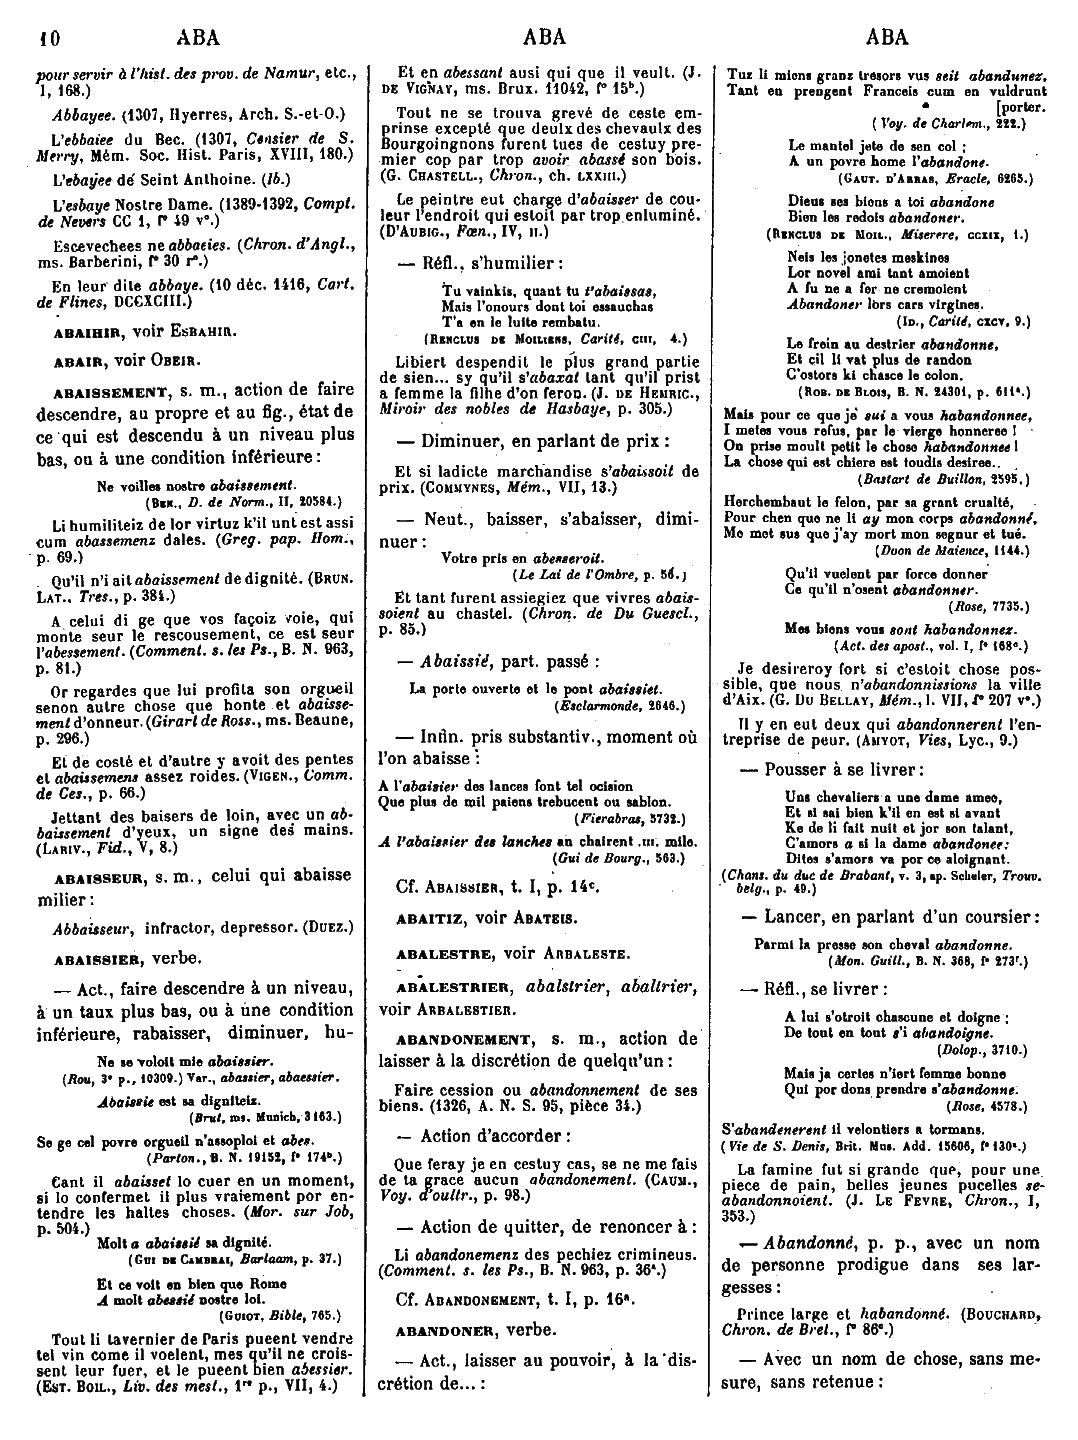 10 ABA ABA ABA
pour servir à l'hist. des prov. de Namur, etc.,
1, 168.)
Abbayee. (1307, Hyerres, Arch. S.-et-O.)
L'ebbaiee du Bec. (1307, Censier de S.
Merry, Mém. Soc. Hist. Paris, XVIII, 180.)
L'ebayee de Seint Anthoine. (Ib.)
L'esbaye Nostre Dame. (1389-1392, Compt.
de Nevers CC 1, f° 49 v°.)
Escevechees ne abbaeies. (Chron. d'Angl.,
ms. Barberini, f° 30 r°.)
En leur dite abbaye. (10 déc. 1416, Cart.
de Flines, DCCXCIII.)
ABAIHIR, voir ESBAHIR.
ABAIR, voir OBEIR.
ABAISSEMENT, s. m., action de faire
descendre, au propre et au fig., état de
ce qui est descendu à un niveau plus
bas, ou à une condition inférieure :
Ne voilles nostre abaissement.
(BEN., D. de Norm., II, 20584.)
Li humiliteiz de lor virtuz k'il unt est assi
cum abassemenz dales. (Greg. pap. Hom.,
p. 69.)
Qu'il n'i ait abaissement de dignité. (BRUN.
LAT., Tres., p. 384.)
A celui di ge que vos façoiz voie, qui
monte seur le rescousement, ce est seur
l'abessement. (Comment. s. les Ps., B. N. 963,
p. 81.)
Or regardes que lui profita son orgueil
senon autre chose que honte et abaisse-
ment d'onneur. (Girart de Ross., ms. Beaune,
p. 296.)
Et de costé et d'autre y avoit des pentes
et abaissemens assez roides. (VIGEN., Comm.
de Ces., p. 66.)
Jettant des baisers de loin, avec un ab-
baissement d'yeux, un signe des mains.
(LARIV., Fid., V, 8.)
ABAISSEUR, s. m., celui qui abaisse
milier :
Abbaisseur, infractor, depressor. (DUEZ.)
ABAISSIER, verbe.
— Act., faire descendre à un niveau,
à un taux plus bas, ou à une condition
inférieure, rabaisser, diminuer, hu-
Ne se voloit mie abaissier.
(Rou, 3e p., 10309.) Var., abassier, abaessier.
Abaissie est sa digniteiz.
(Brut, ms. Munich, 3163.)
Se ge cel povre orgueil n'assoploi et abes.
(Parton., B. N. 19152, f° 174b.)
Cant il abaisset lo cuer en un moment,
si lo confermet il plus vraiement por en-
tendre les haltes choses. (Mor. sur Job,
p. 504.)
Molt a abaissié sa dignité.
(GUI DE CAMBRAI, Barlaam, p. 37.)
Et ce voit on bien que Rome
A molt abessié nostre loi.
(GUIOT, Bible, 765.)
Tout li tavernier de Paris pueent vendre
tel vin come il voelent, mes qu'il ne crois-
sent leur fuer, et le pueent bien abessier.
(EST. BOIL., Liv. des mest., 1re p., VII, 4.)
Et en abessant ausi qui que il veult. (J.
DE VIGNAY, ms. Brux. 11042, f° 15b.)
Tout ne se trouva grevé de ceste em-
prinse excepté que deulx des chevaulx des
Bourgoingnons furent tues de cestuy pre-
mier cop par trop avoir abassé son bois.
(G. CHASTELL., Chron., ch. LXXIII.)
Le peintre eut charge d'abaisser de cou-
leur l'endroit qui estoit par trop enluminé.
(D'AUBIG., Fœn., IV, II.)
— Réfl., s'humilier :
Tu vainkis, quant tu t'abaissas,
Mais l'onours dont toi essauchas
T'a en le luite rembatu.
(RENCLUS DE MOILIENS, Carité, CIII, 4.)
Libiert despendit le plus grand partie
de sien... sy qu'il s'abaxat tant qu'il prist
a femme la filhe d'on feron. (J. DE HEMRIC.,
Miroir des nobles de Hasbaye, p. 305.)
— Diminuer, en parlant de prix :
Et si ladicte marchandise s'abaissoit de
prix. (COMMYNES, Mém., VII, 13.)
— Neut., baisser, s'abaisser, dimi-
nuer :
Votre pris en abesseroit.
(Le Lai de l'Ombre, p. 56.)
Et tant furent assiegiez que vivres abais-
soient au chastel. (Chron. de Du Guescl.,
p. 85.)
— Abaissié, part. passé :
La porte ouverte et le pont abaissiet.
(Esclarmonde, 2646.)
— Infin. pris substantiv., moment où
l'on abaisse :
A l'abaisier des lances font tel ocision
Que plus de mil paiens trebucent ou sablon.
(Fierabras, 5732.)
A l'abaissier des lanches an chairent .III. mile.
(Gui de Bourg., 563.)
Cf. ABAISSIER, t. I, p. 14c.
ABAITIZ, voir ABATEIS.
ABALESTRE, voir ARBALESTE.
ABALESTRIER, abalstrier, aballrier,
voir ARBALESTIER.
ABANDONEMENT, s. m., action de
laisser à la discrétion de quelqu'un :
Faire cession ou abandonnement de ses
biens. (1326, A. N. S. 95, pièce 34.)
— Action d'accorder :
Que feray je en cestuy cas, se ne me fais
de ta grace aucun abandonement. (CAUM.,
Voy. d'oultr., p. 98.)
— Action de quitter, de renoncer à :
Li abandonemenz des pechiez crimineus.
(Comment. s. les Ps., B. N. 963, p. 36a.)
Cf. ABANDONEMENT, t. I, p. 16a.
ABANDONER, verbe.
— Act., laisser au pouvoir, à la dis-
crétion de... :
Tuz li miens granz tresors vus seit abandunez,
Tant en prengent Franceis cum en vuldrunt
[porter.
(Voy. de Charlem., 222.)
Le mantel jete de sen col ;
A un povre home l'abandone.
(GAUT. D'ARRAS, Eracle, 6265.)
Dieus ses biens a toi abandone
Bien les redois abandoner.
(RENCLUS DE MOIL., Miserere, CCXIX, 1.)
Neis les jonetes meskines
Lor novel ami tant amoient
A fu ne a fer ne cremoient
Abandoner lors cars virgines.
(ID., Carité, CXCV, 9.)
Le frein au destrier abandonne,
Et cil li vat plus de randon
C'ostors ki chasce le colon.
(ROB. DE BLOIS, B. N. 24301, p. 611a.)
Mais pour ce que je sui a vous habandonnee,
I metes vous refus, par le vierge honneree !
On prise moult petit le chose habandonnee !
La chose qui est chiere est toudis desiree..
(Bastart de Buillon, 2595.)
Herchembaut le felon, par sa grant crualté,
Pour chen que ne li ay mon corps abandonné,
Me met sus que j'ay mort mon segnur et tué.
(Doon de Maience, 1144.)
Qu'il vuelent par force donner
Ce qu'il n'osent abandonner.
(Rose, 7735.)
Mes biens vous sont habandonnez.
(Act. des apost., vol. I, f° 168c.)
Je desireroy fort si c'estoit chose pos-
sible, que nous n'abandonnissions la ville
d'Aix. (G. DU BELLAY, Mém., l. VII, f° 207 v°.)
Il y en eut deux qui abandonnerent l'en-
treprise de peur. (AMYOT, Vies, Lyc., 9.)
— Pousser à se livrer :
Uns chevaliers a une dame amee,
Et si sai bien k'il en est si avant
Ke de li fait nuit et jor son talant,
C'amors a si la dame abandonee:
Dites s'amors va por ce aloignant.
(Chans. du duc de Brabant, v. 3, ap. Scheler, Trouv.
belg., p. 49.)
— Lancer, en parlant d'un coursier :
Parmi la presse son cheval abandonne.
(Mon. Guill., B. N. 368, f° 273r.)
— Réfl., se livrer :
A lui s'otroit chascune et doigne ;
De tout en tout s'i abandoigne.
(Dolop., 3710.)
Mais ja certes n'iert femme bonne
Qui por dons prendre s'abandonne.
(Rose, 4578.)
S'abandenerent il velontiers a tormans.
(Vie de S. Denis, Brit. Mus. Add. 15606, f° 130a.)
La famine fut si grande que, pour une
piece de pain, belles jeunes pucelles se-
abandonnoient. (J. LE FEVRE, Chron., I,
353.)
— Abandonné, p. p., avec un nom
de personne prodigue dans ses lar-
gesses :
Prince large et habandonné. (BOUCHARD,
Chron. de Bret., f° 86c.)
— Avec un nom de chose, sans me-
sure, sans retenue :